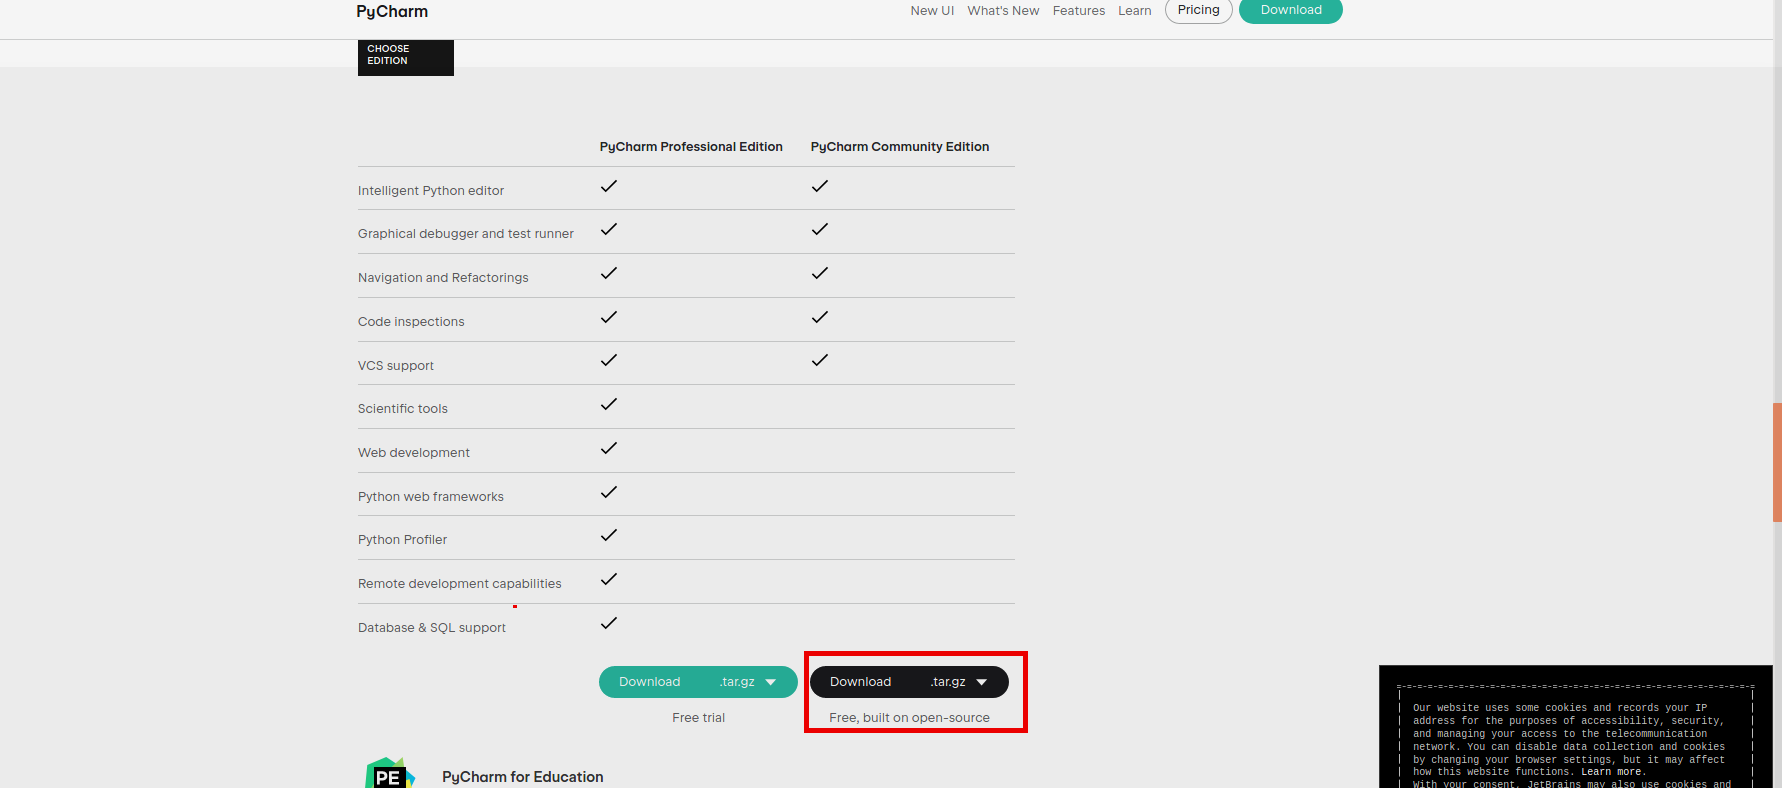 PyCharm
New UI What's New Features Learn Pricing Download
CHOOSE
EDITION
PyCharm Professional Edition PyCharm Community Edition
Intelligent Python editor
Graphical debugger and test runner
Navigation and Refactorings
Code inspections
VCS support
Scientific tools
Web development
Python web frameworks
Python Profiler
Remote development capabilities
Database & SQL support
Download .tar.gz Download .tar.gz
Free trial Free, built on open-source
PE PyCharm for Education
Our website uses some cookies and records your IP
address for the purposes of accessibility, security,
and managing your access to the telecommunication
network. You can disable data collection and cookies
by changing your browser settings, but it may affect
how this website functions. Learn more.
With your consent, JetBrains may also use cookies and